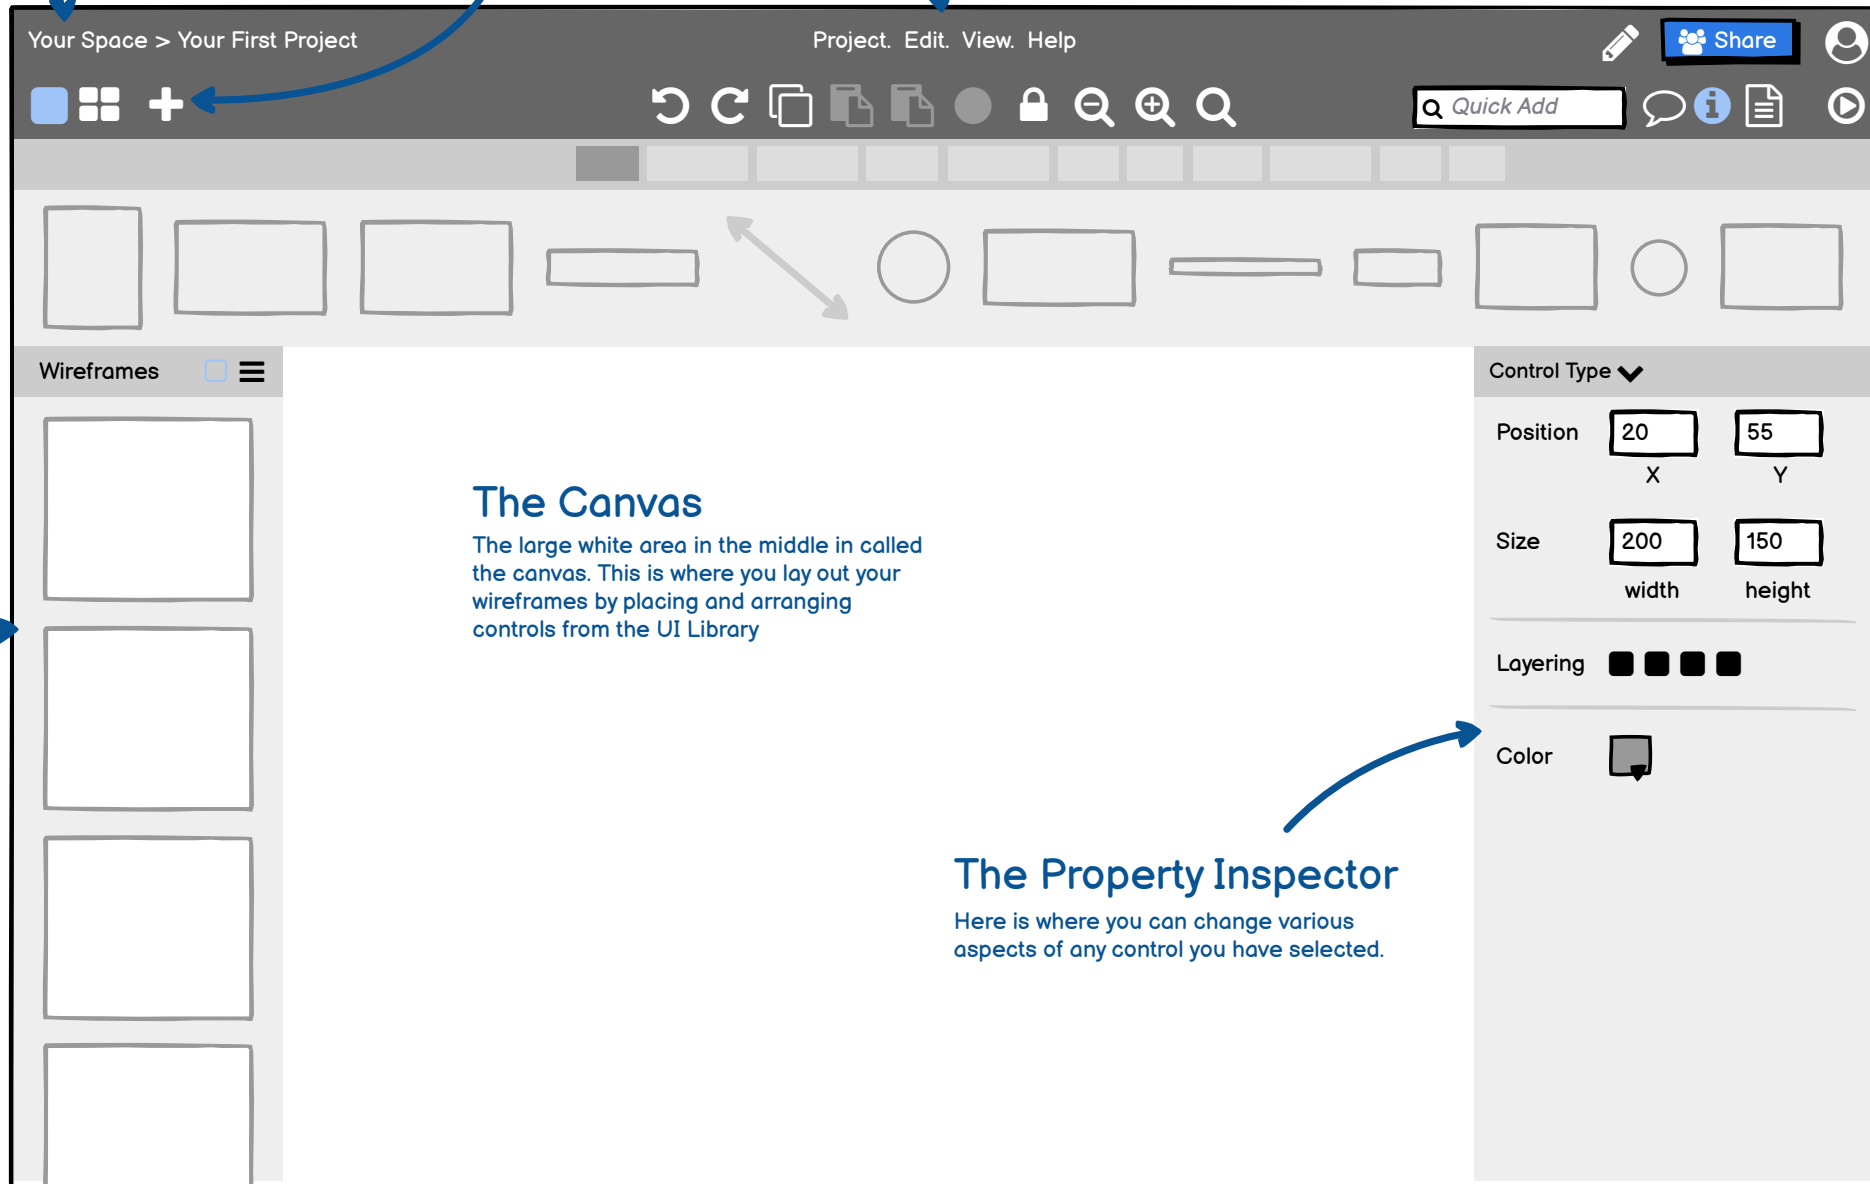 Your Space > Your First Project
Project. Edit. View. Help
Share
Quick Add
Wireframes
Control Type
Position
20
55
X
Y
Size
200
150
width
height
Layering
Color
The Canvas
The large white area in the middle in called
the canvas. This is where you lay out your
wireframes by placing and arranging
controls from the UI Library
The Property Inspector
Here is where you can change various
aspects of any control you have selected.